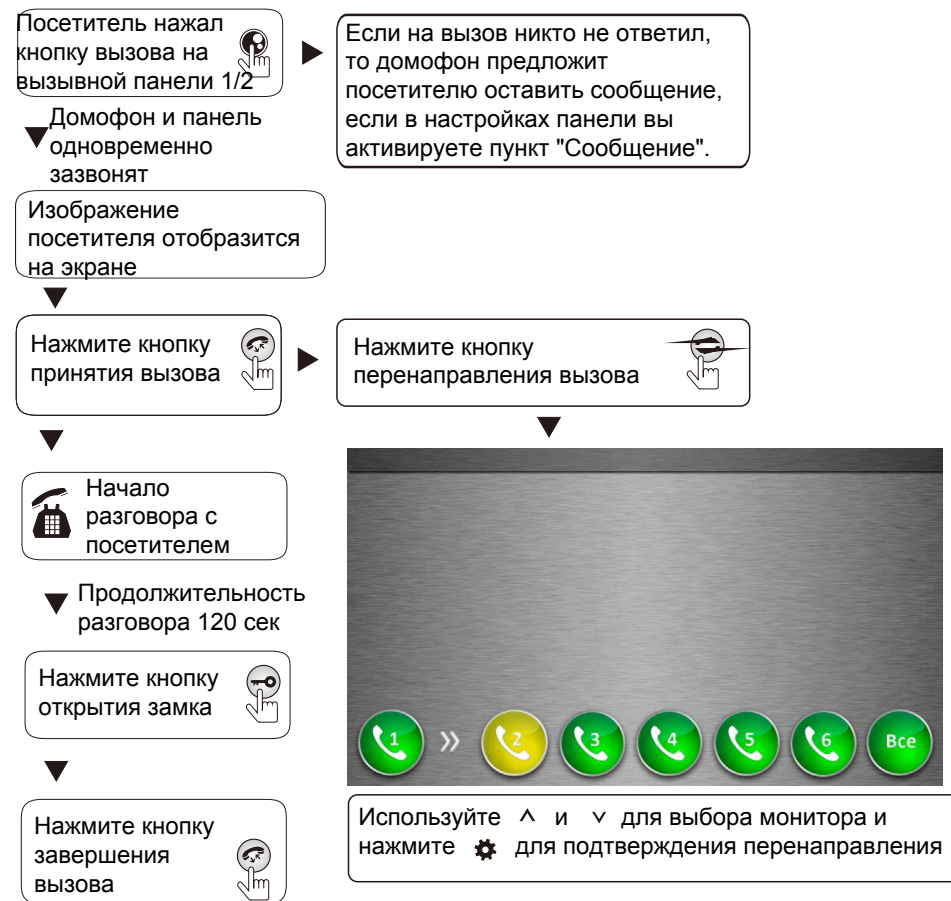 Посетитель нажал
кнопку вызова на
вызывной панели 1/2
Если на вызов никто не ответил,
то домофон предложит
посетителю оставить сообщение,
если в настройках панели вы
активируете пункт "Сообщение".
Домофон и панель
одновременно
зазвонят
Изображение
посетителя отобразится
на экране
Нажмите кнопку
принятия вызова
Нажмите кнопку
перенаправления вызова
Начало
разговора с
посетителем
Продолжительность
разговора 120 сек
Нажмите кнопку
открытия замка
1 » 2 3 4 5 6 Все
Используйте ^ и v для выбора монитора и
нажмите для подтверждения перенаправления
Нажмите кнопку
завершения
вызова